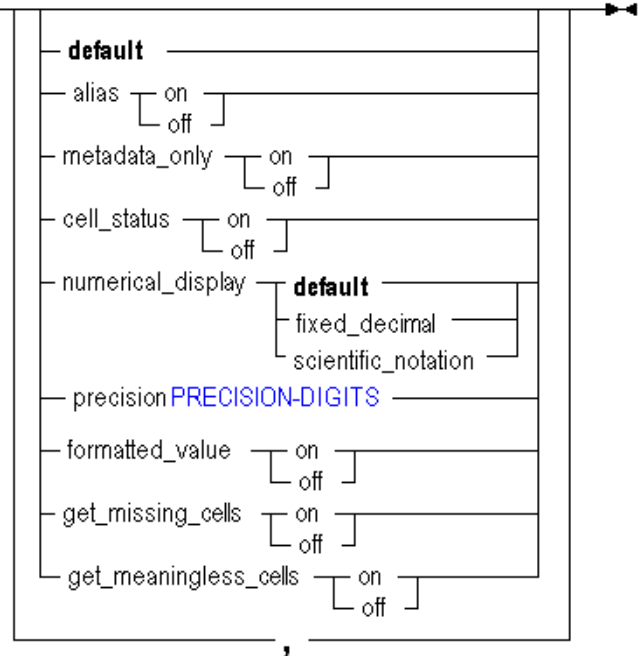 default
alias on
off
metadata_only on
off
cell_status on
off
numerical_display default
fixed_decimal
scientific_notation
precision PRECISION-DIGITS
formatted_value on
off
get_missing_cells on
off
get_meaningless_cells on
off
,